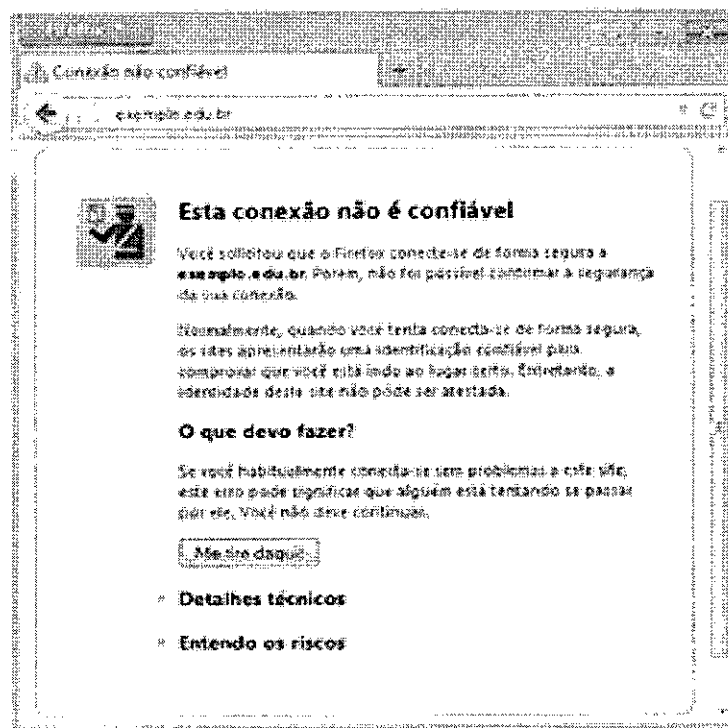 Conexão não confiável
exemplo.edu.br
Esta conexão não é confiável
Você solicitou que o Firefox conecte-se de forma segura a
exemplo.edu.br. Porém, não foi possível confirmar a segurança
da sua conexão.
Normalmente, quando você tenta conecta-se de forma segura,
os sites apresentarão uma identificação confiável para
comprovar que você está indo ao lugar certo. Entretanto, a
identidade deste site não pode ser atestada.
O que devo fazer?
Se você habitualmente conecta-se sem problemas a este site,
este erro pode significar que alguém está tentando se passar
por ele. Você não deve continuar.
Me tire daqui!
Detalhes técnicos
Entendo os riscos